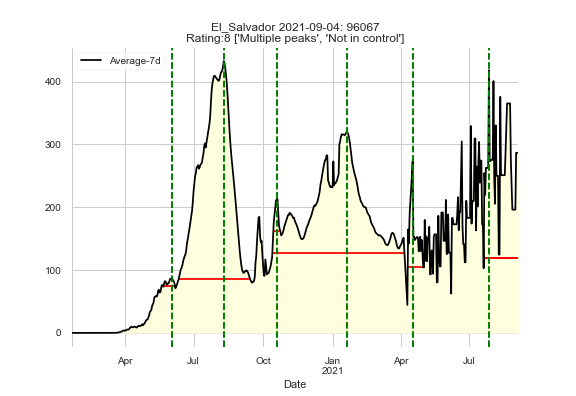 El_Salvador 2021-09-04: 96067
Rating:8 ['Multiple peaks', 'Not in control']
Average-7d
400
300
200
100
0
Apr
Jul
Oct
Jan
2021
Apr
Jul
Date